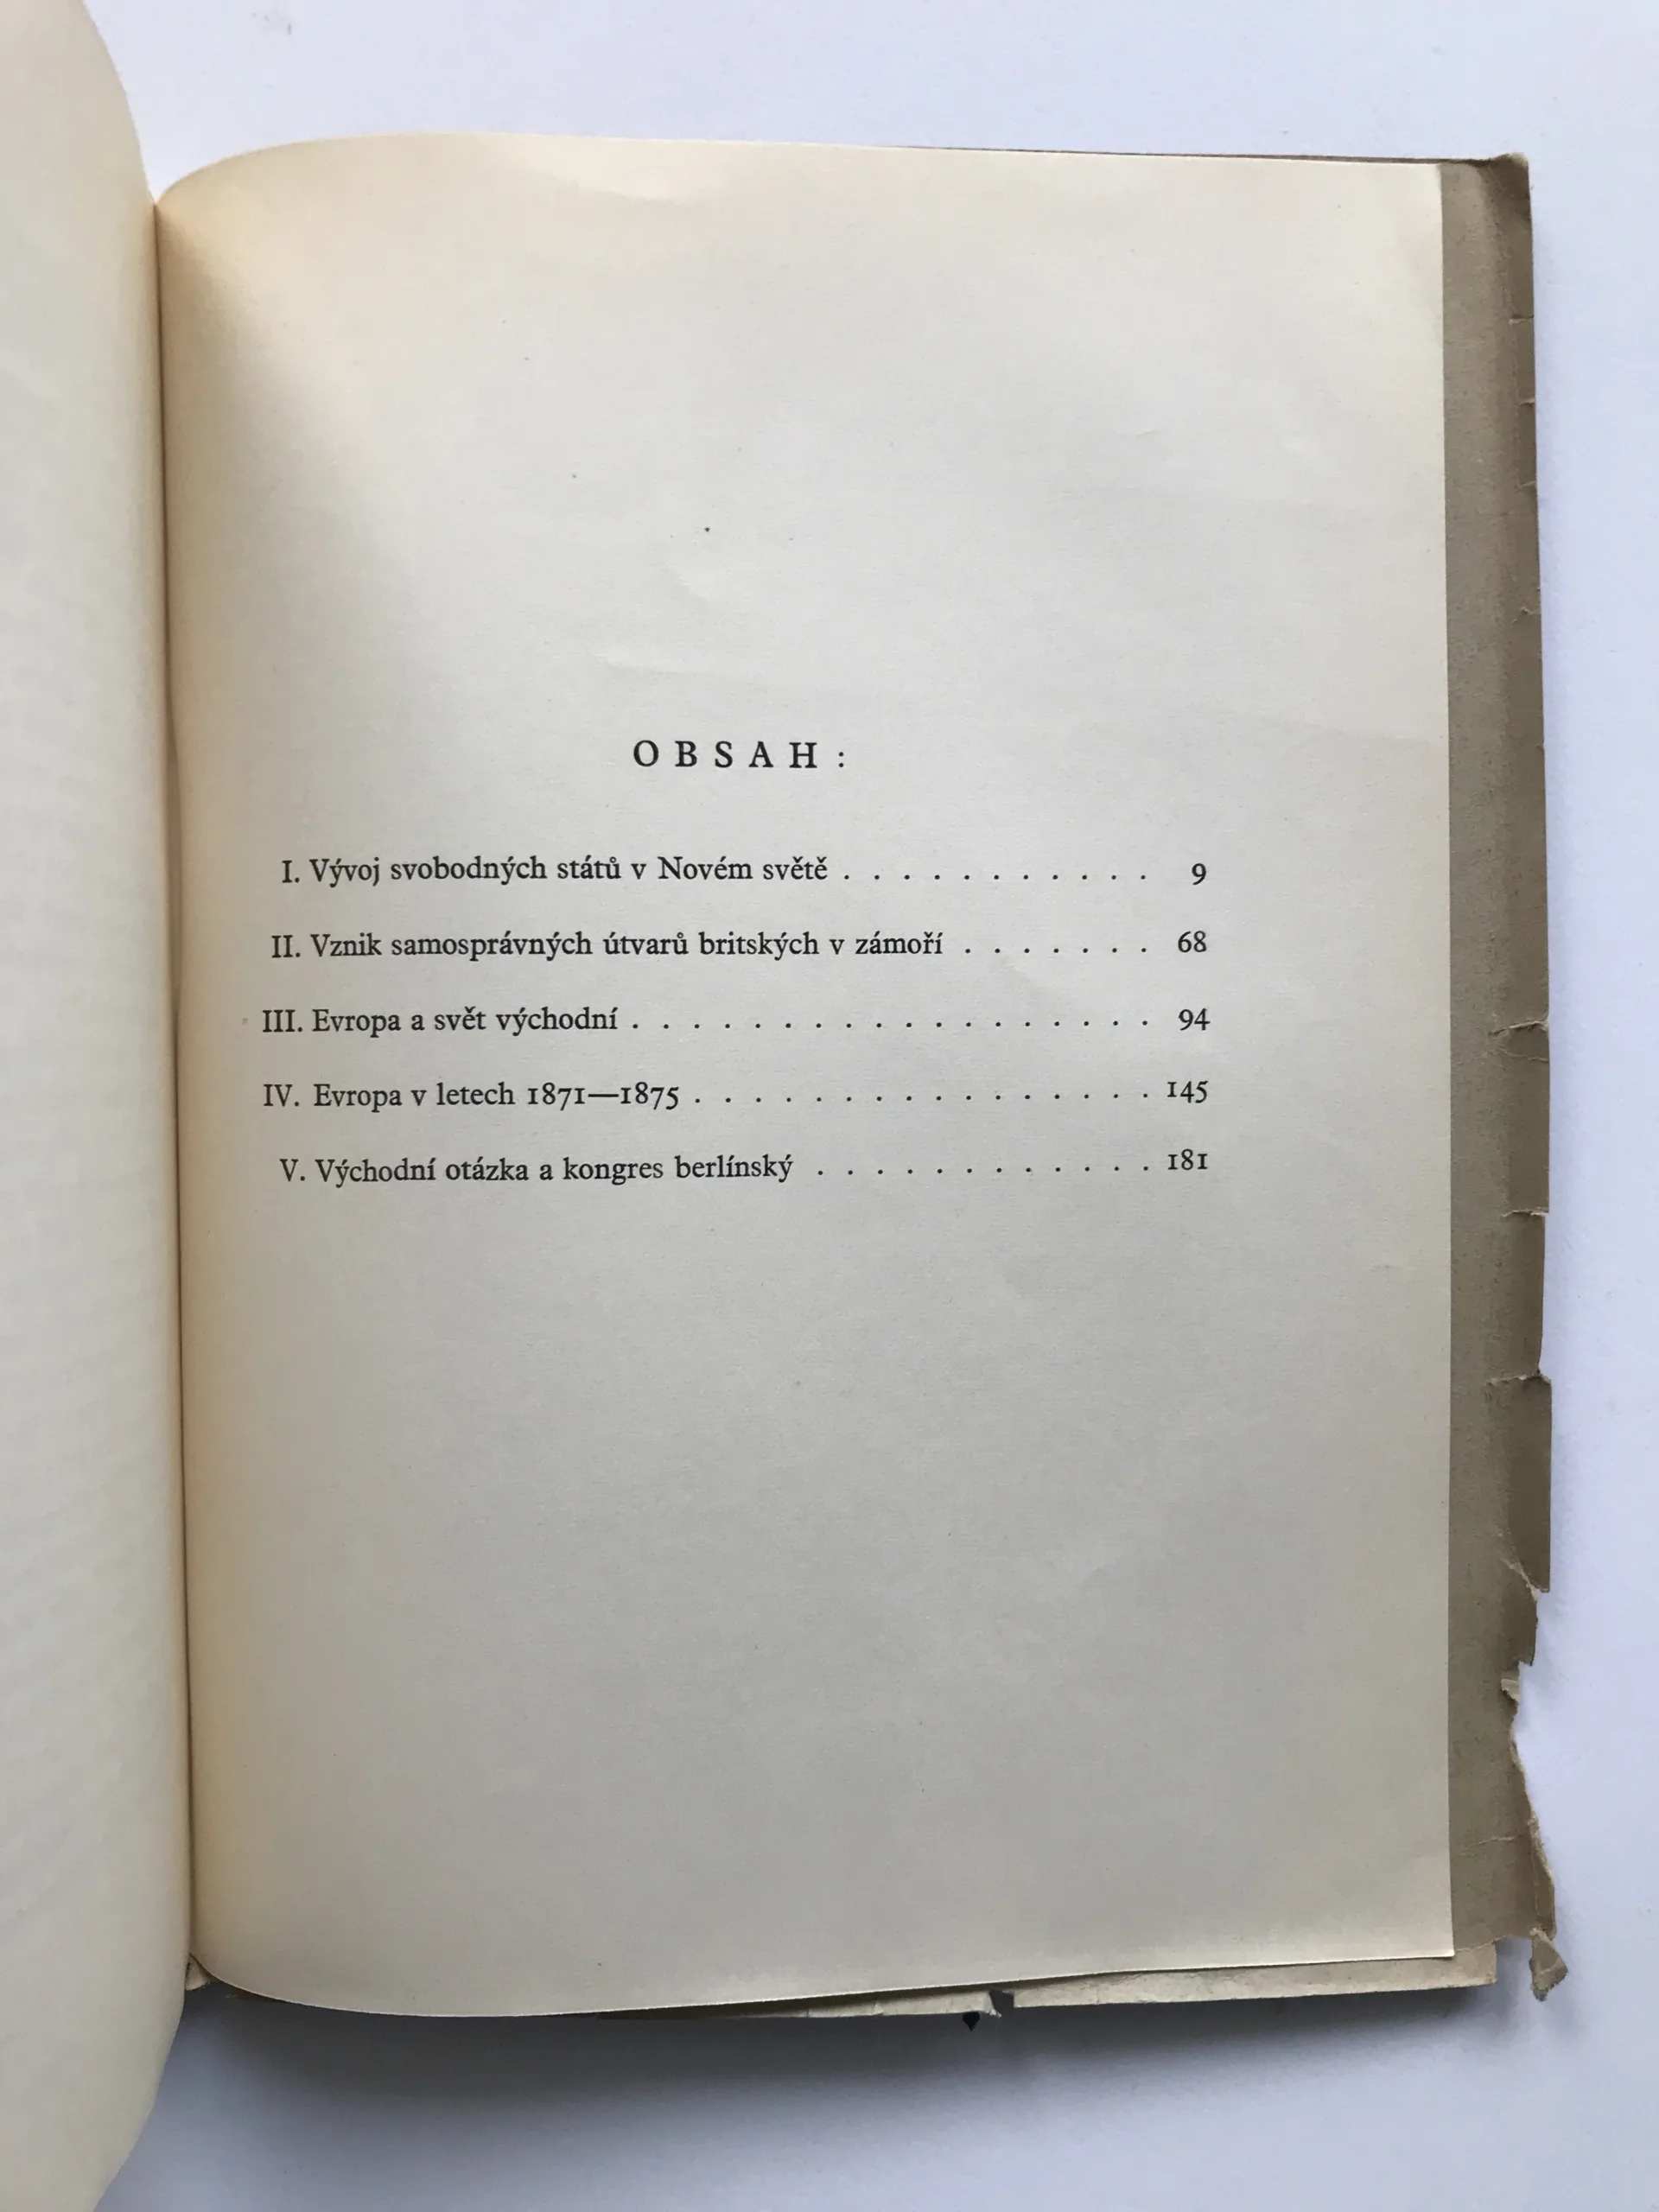 OBSAH:
I. Vývoj svobodných států v Novém světě . . . . . . . . . . . 9
II. Vznik samosprávných útvarů britských v zámoří . . . . . . . 68
III. Evropa a svět východní . . . . . . . . . . . . . . . . . . 94
IV. Evropa v letech 1871—1875 . . . . . . . . . . . . . . . . 145
V. Východní otázka a kongres berlínský . . . . . . . . . . . . 181